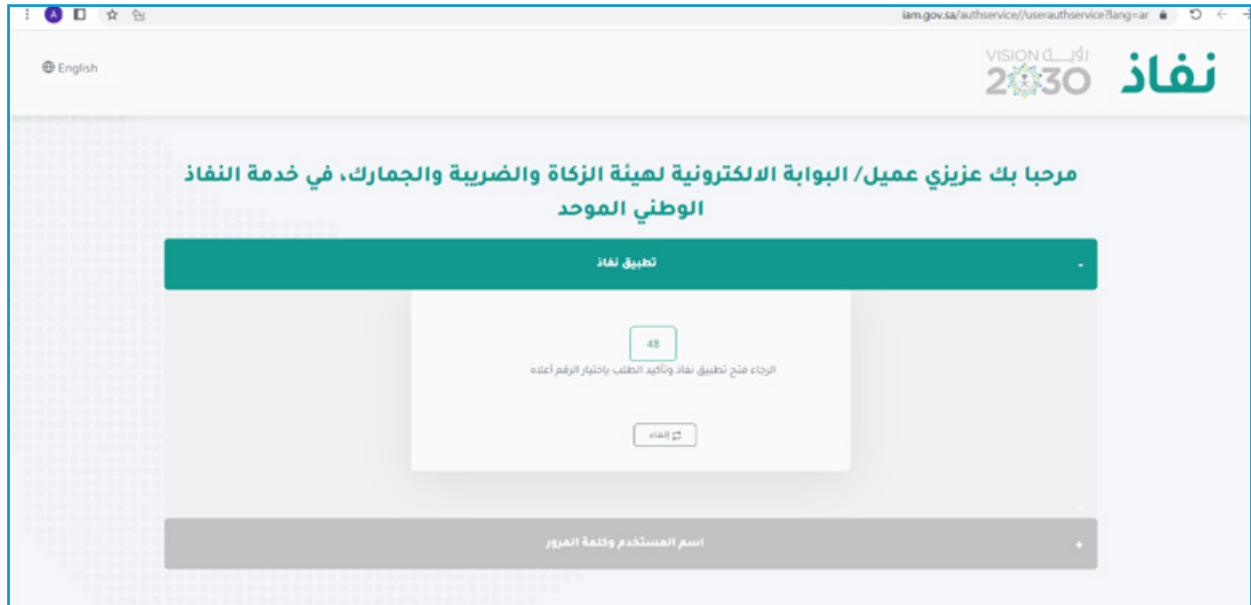 iam.gov.sa/authservice//userauthservice?lang=ar
A
English
VISION رؤيــة
2030
نفاذ
مرحبا بك عزيزي عميل/ البوابة الالكترونية لهيئة الزكاة والضريبة والجمارك، في خدمة النفاذ
الوطني الموحد
تطبيق نفاذ -
48
الرجاء فتح تطبيق نفاذ وتأكيد الطلب بإختيار الرقم أعلاه
إلغاء
اسم المستخدم وكلمة المرور +